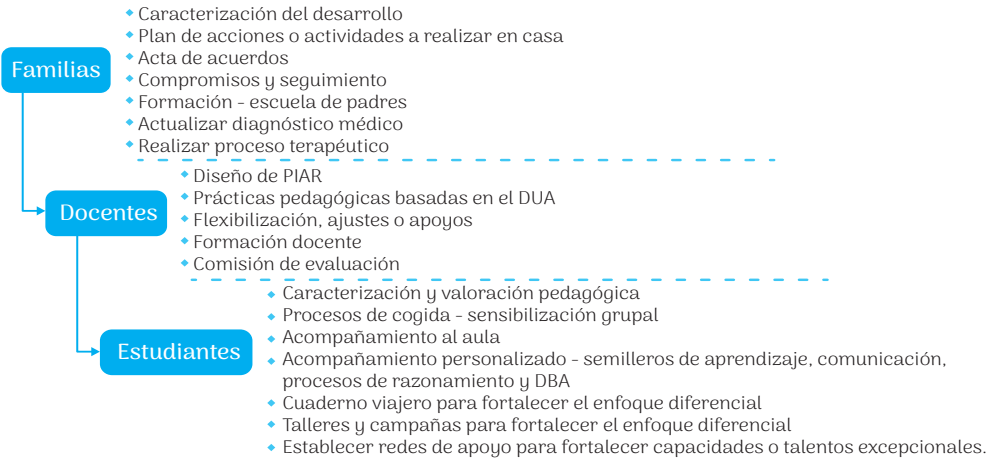 Familias
Caracterización del desarrollo
Plan de acciones o actividades a realizar en casa
Acta de acuerdos
Compromisos y seguimiento
Formación - escuela de padres
Actualizar diagnóstico médico
Realizar proceso terapéutico
Docentes
Diseño de PIAR
Prácticas pedagógicas basadas en el DUA
Flexibilización, ajustes o apoyos
Formación docente
Comisión de evaluación
Estudiantes
Caracterización y valoración pedagógica
Procesos de cogida - sensibilización grupal
Acompañamiento al aula
Acompañamiento personalizado - semilleros de aprendizaje, comunicación,
procesos de razonamiento y DBA
Cuaderno viajero para fortalecer el enfoque diferencial
Talleres y campañas para fortalecer el enfoque diferencial
Establecer redes de apoyo para fortalecer capacidades o talentos excepcionales.